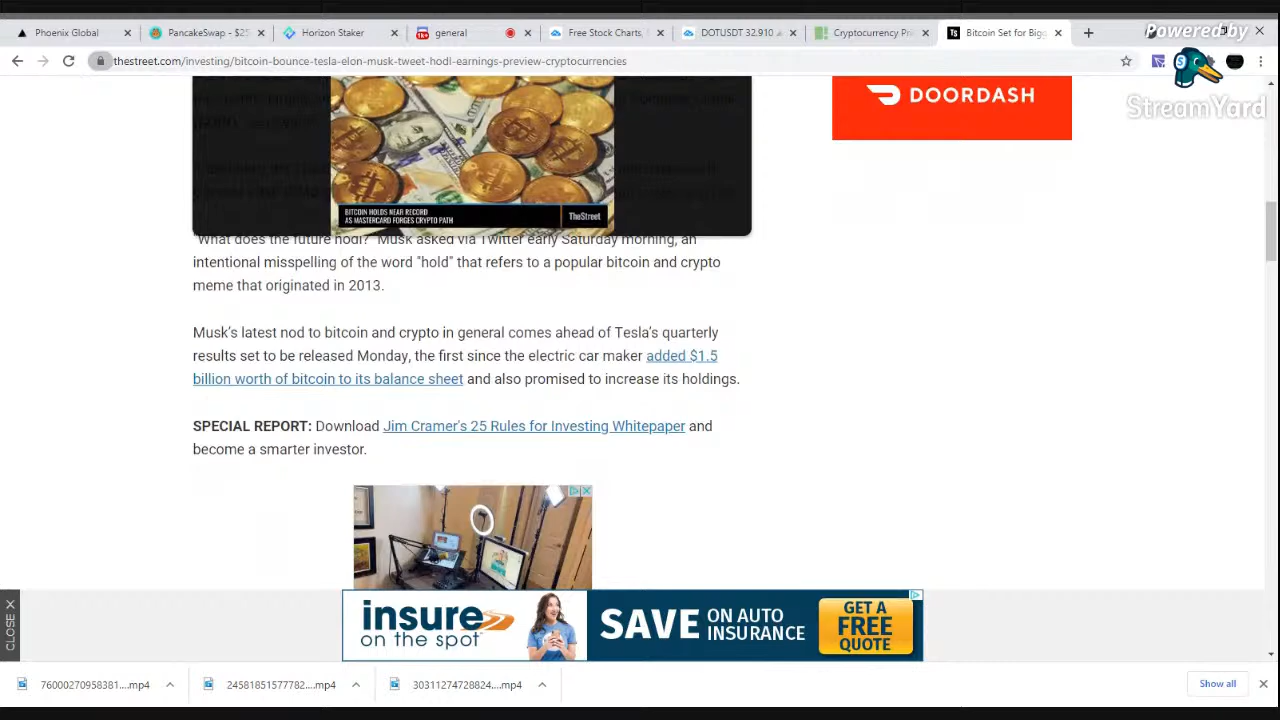 Phoenix Global
PancakeSwap - $25
Horizon Staker
general
Free Stock Charts,
DOTUSDT 32.910
Cryptocurrency Pri
Bitcoin Set for Bigg
Powered by
StreamYard
thestreet.com/investing/bitcoin-bounce-tesla-elon-musk-tweet-hodl-earnings-preview-cryptocurrencies
DOORDASH
BITCOIN HOLDS NEAR RECORD
AS MASTERCARD FORGES CRYPTO PATH
TheStreet
"What does the future hodl?" Musk asked via Twitter early Saturday morning, an
intentional misspelling of the word "hold" that refers to a popular bitcoin and crypto
meme that originated in 2013.
Musk's latest nod to bitcoin and crypto in general comes ahead of Tesla's quarterly
results set to be released Monday, the first since the electric car maker added $1.5
billion worth of bitcoin to its balance sheet and also promised to increase its holdings.
SPECIAL REPORT: Download Jim Cramer's 25 Rules for Investing Whitepaper and
become a smarter investor.
CLOSE X
insure
on the spot
SAVE ON AUTO
INSURANCE
GET A
FREE
QUOTE
76000270958381....mp4
24581851577782....mp4
30311274728824....mp4
Show all